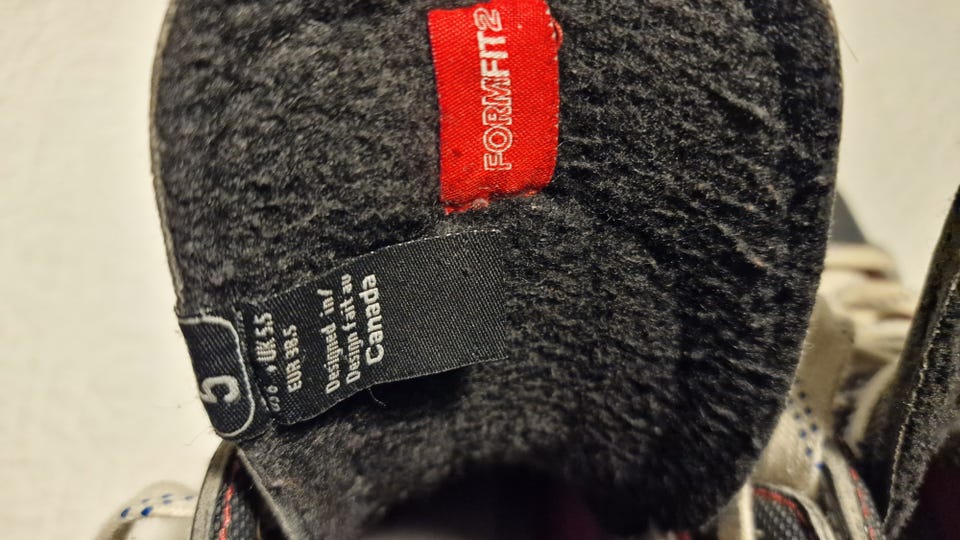 FORMFIT2
5
UK 5.5
EUR 38.5
Designed in/
Design fait au
Canada